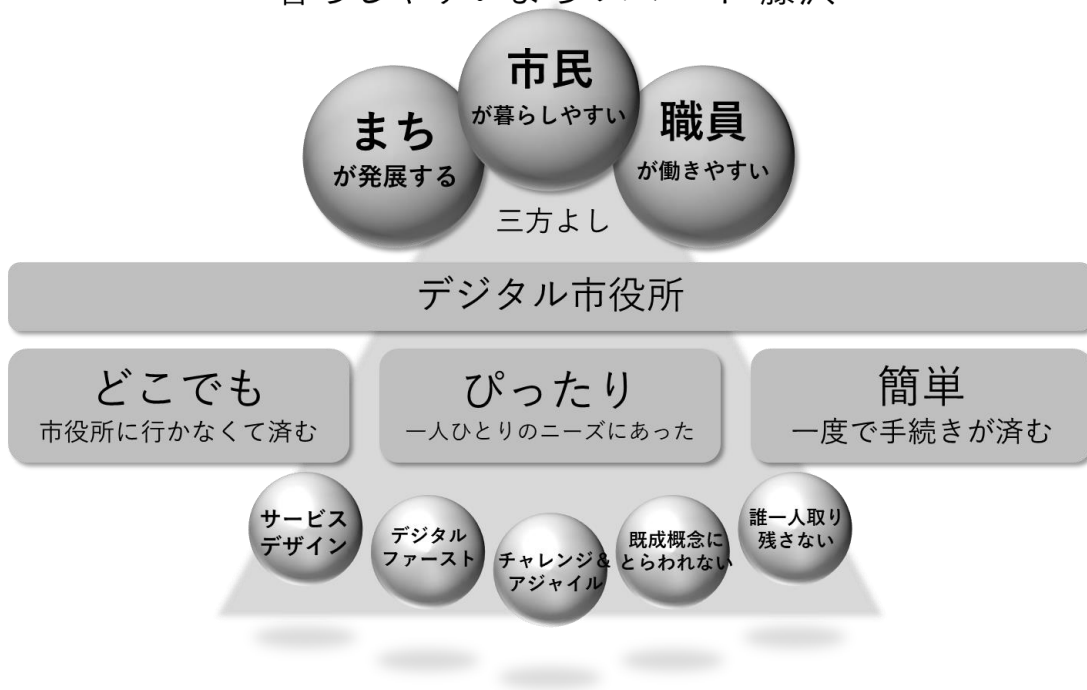 藤沢
市民
が暮らしやすい
まち
が発展する
職員
が働きやすい
三方よし
デジタル市役所
どこでも
市役所に行かなくて済む
ぴったり
一人ひとりのニーズにあった
簡単
一度で手続きが済む
サービス
デザイン
デジタル
ファースト
チャレンジ&
アジャイル
既成概念に
とらわれない
誰一人取り
残さない